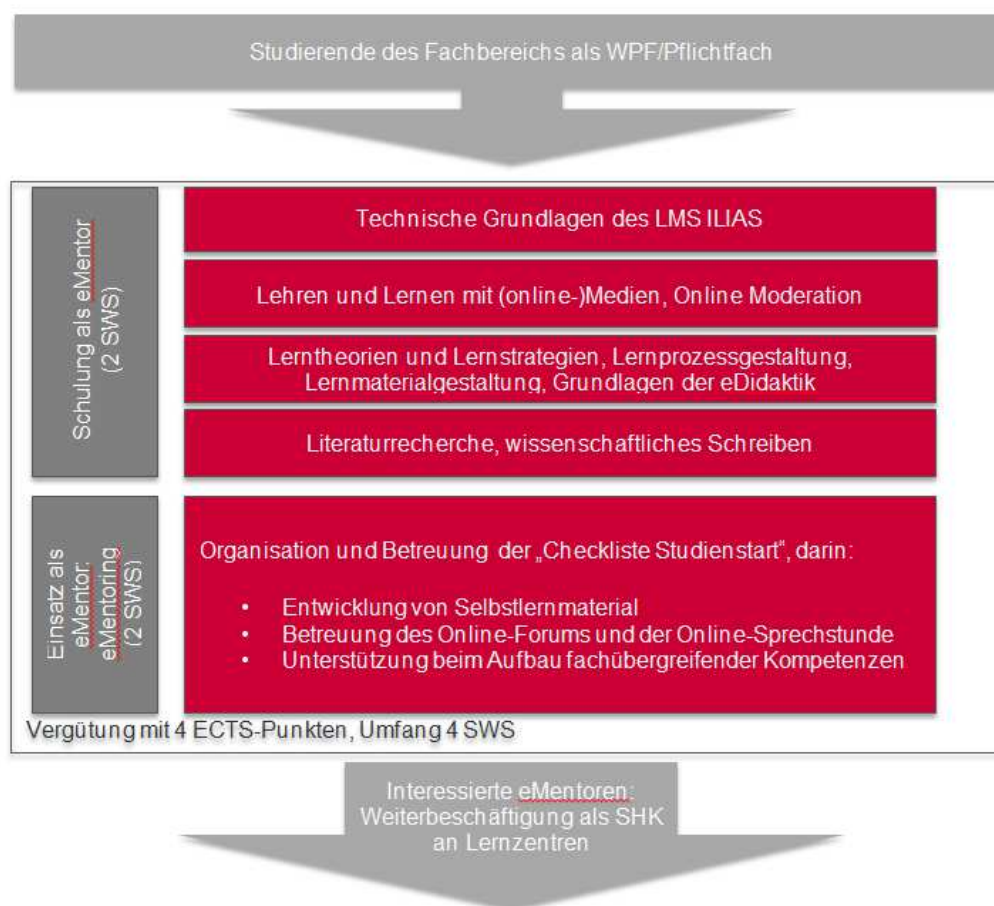 Studierende des Fachbereichs als WPF/Pflichtfach
Schulung als eMentor
(2 SWS)
Technische Grundlagen des LMS ILIAS
Lehren und Lernen mit (online-)Medien, Online Moderation
Lerntheorien und Lernstrategien, Lernprozessgestaltung,
Lernmaterialgestaltung, Grundlagen der eDidaktik
Literaturrecherche, wissenschaftliches Schreiben
Einsatz als
eMentor:
eMentoring
(2 SWS)
Organisation und Betreuung der „Checkliste Studienstart“, darin:
• Entwicklung von Selbstlernmaterial
• Betreuung des Online-Forums und der Online-Sprechstunde
• Unterstützung beim Aufbau fachübergreifender Kompetenzen
Vergütung mit 4 ECTS-Punkten, Umfang 4 SWS
Interessierte eMentoren:
Weiterbeschäftigung als SHK
an Lernzentren